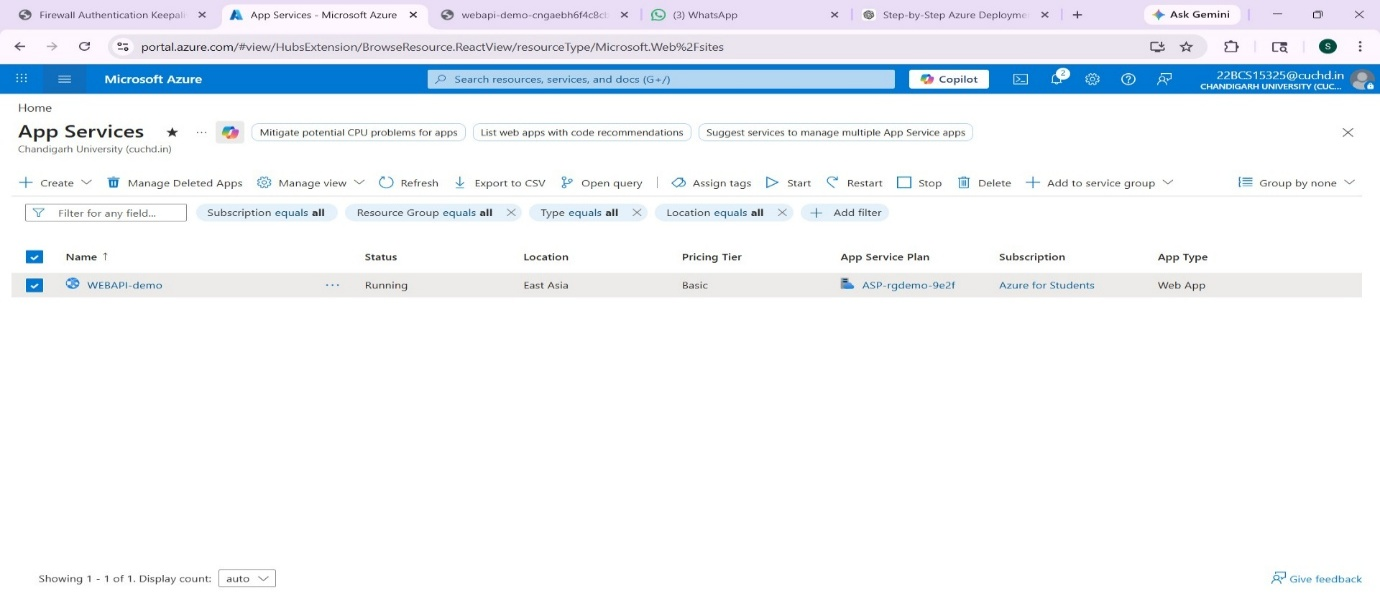 Firewall Authentication Keepali
App Services - Microsoft Azure
webapi-demo-cngaebh6f4c8ct
(3) WhatsApp
Step-by-Step Azure Deployme
Ask Gemini
portal.azure.com/#view/HubsExtension/BrowseResource.ReactView/resourceType/Microsoft.Web%2Fsites
S
Microsoft Azure
Search resources, services, and docs (G+/)
Copilot
2
22BCS15325@cuchd.in
CHANDIGARH UNIVERSITY (CUC...
Home
App Services
Mitigate potential CPU problems for apps
List web apps with code recommendations
Suggest services to manage multiple App Service apps
Chandigarh University (cuchd.in)
Create Manage Deleted Apps Manage view Refresh Export to CSV Open query Assign tags Start Restart Stop Delete Add to service group Group by none
Filter for any field... Subscription equals all Resource Group equals all Type equals all Location equals all Add filter
Name ↑ Status Location Pricing Tier App Service Plan Subscription App Type
WEBAPI-demo ... Running East Asia Basic ASP-rgdemo-9e2f Azure for Students Web App
Showing 1 - 1 of 1. Display count: auto
Give feedback